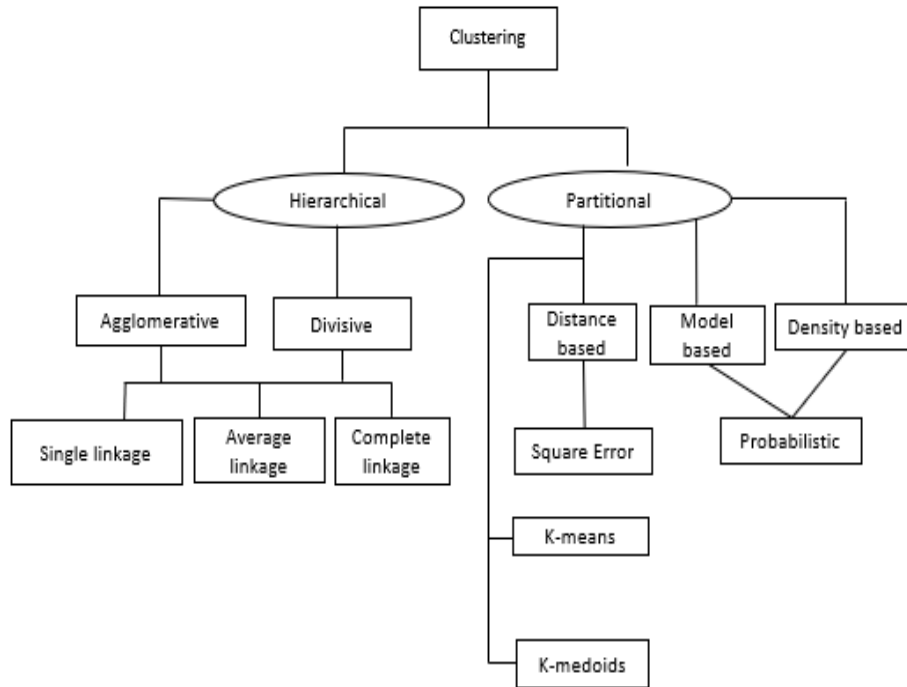 Clustering
Hierarchical
Partitional
Agglomerative
Divisive
Distance
based
Model
based
Density based
Single linkage
Average
linkage
Complete
linkage
Square Error
Probabilistic
K-means
K-medoids